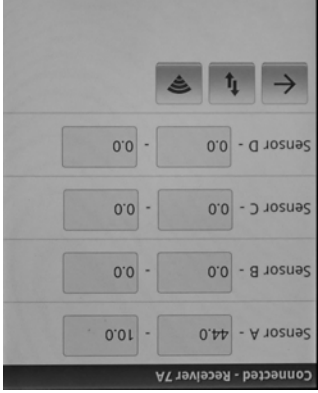 Connected - Receiver 7A
Sensor A - 44.0 - 10.0
Sensor B - 0.0 - 0.0
Sensor C - 0.0 - 0.0
Sensor D - 0.0 - 0.0